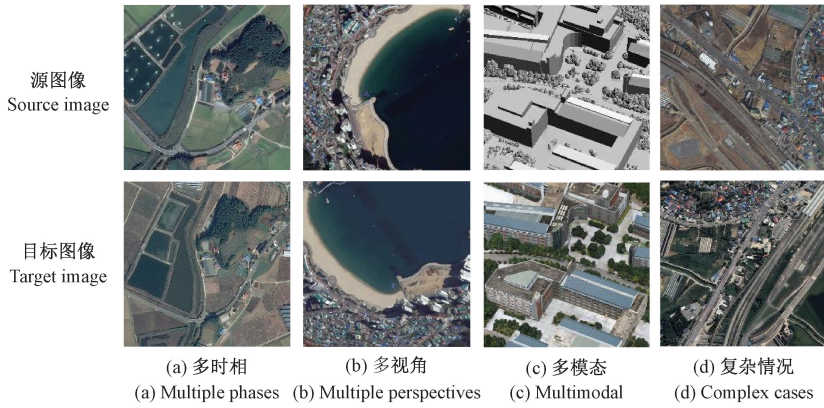 源图像
Source image
目标图像
Target image
(a) 多时相
(b) 多视角
(c) 多模态
(d) 复杂情况
(a) Multiple phases
(b) Multiple perspectives
(c) Multimodal
(d) Complex cases